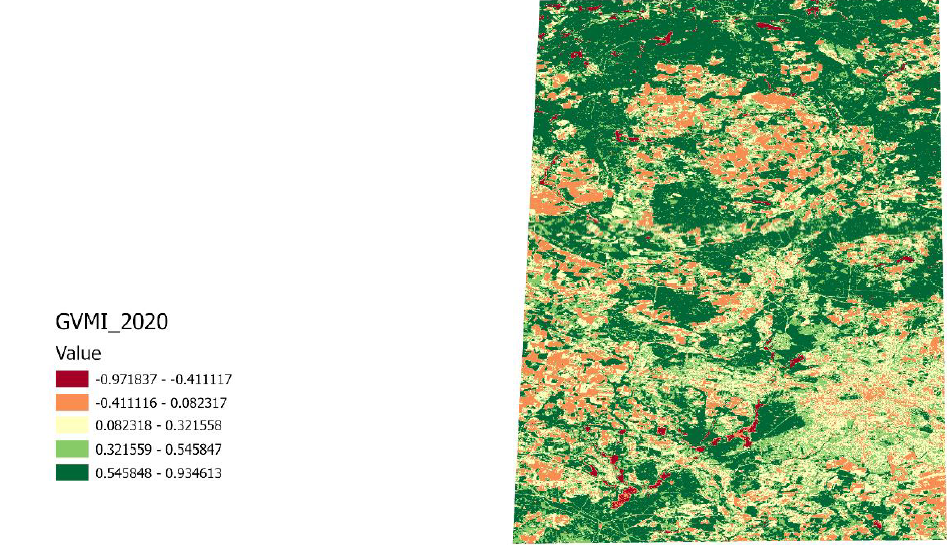 GVMI_2020
Value
-0.971837 - -0.411117
-0.411116 - 0.082317
0.082318 - 0.321558
0.321559 - 0.545847
0.545848 - 0.934613